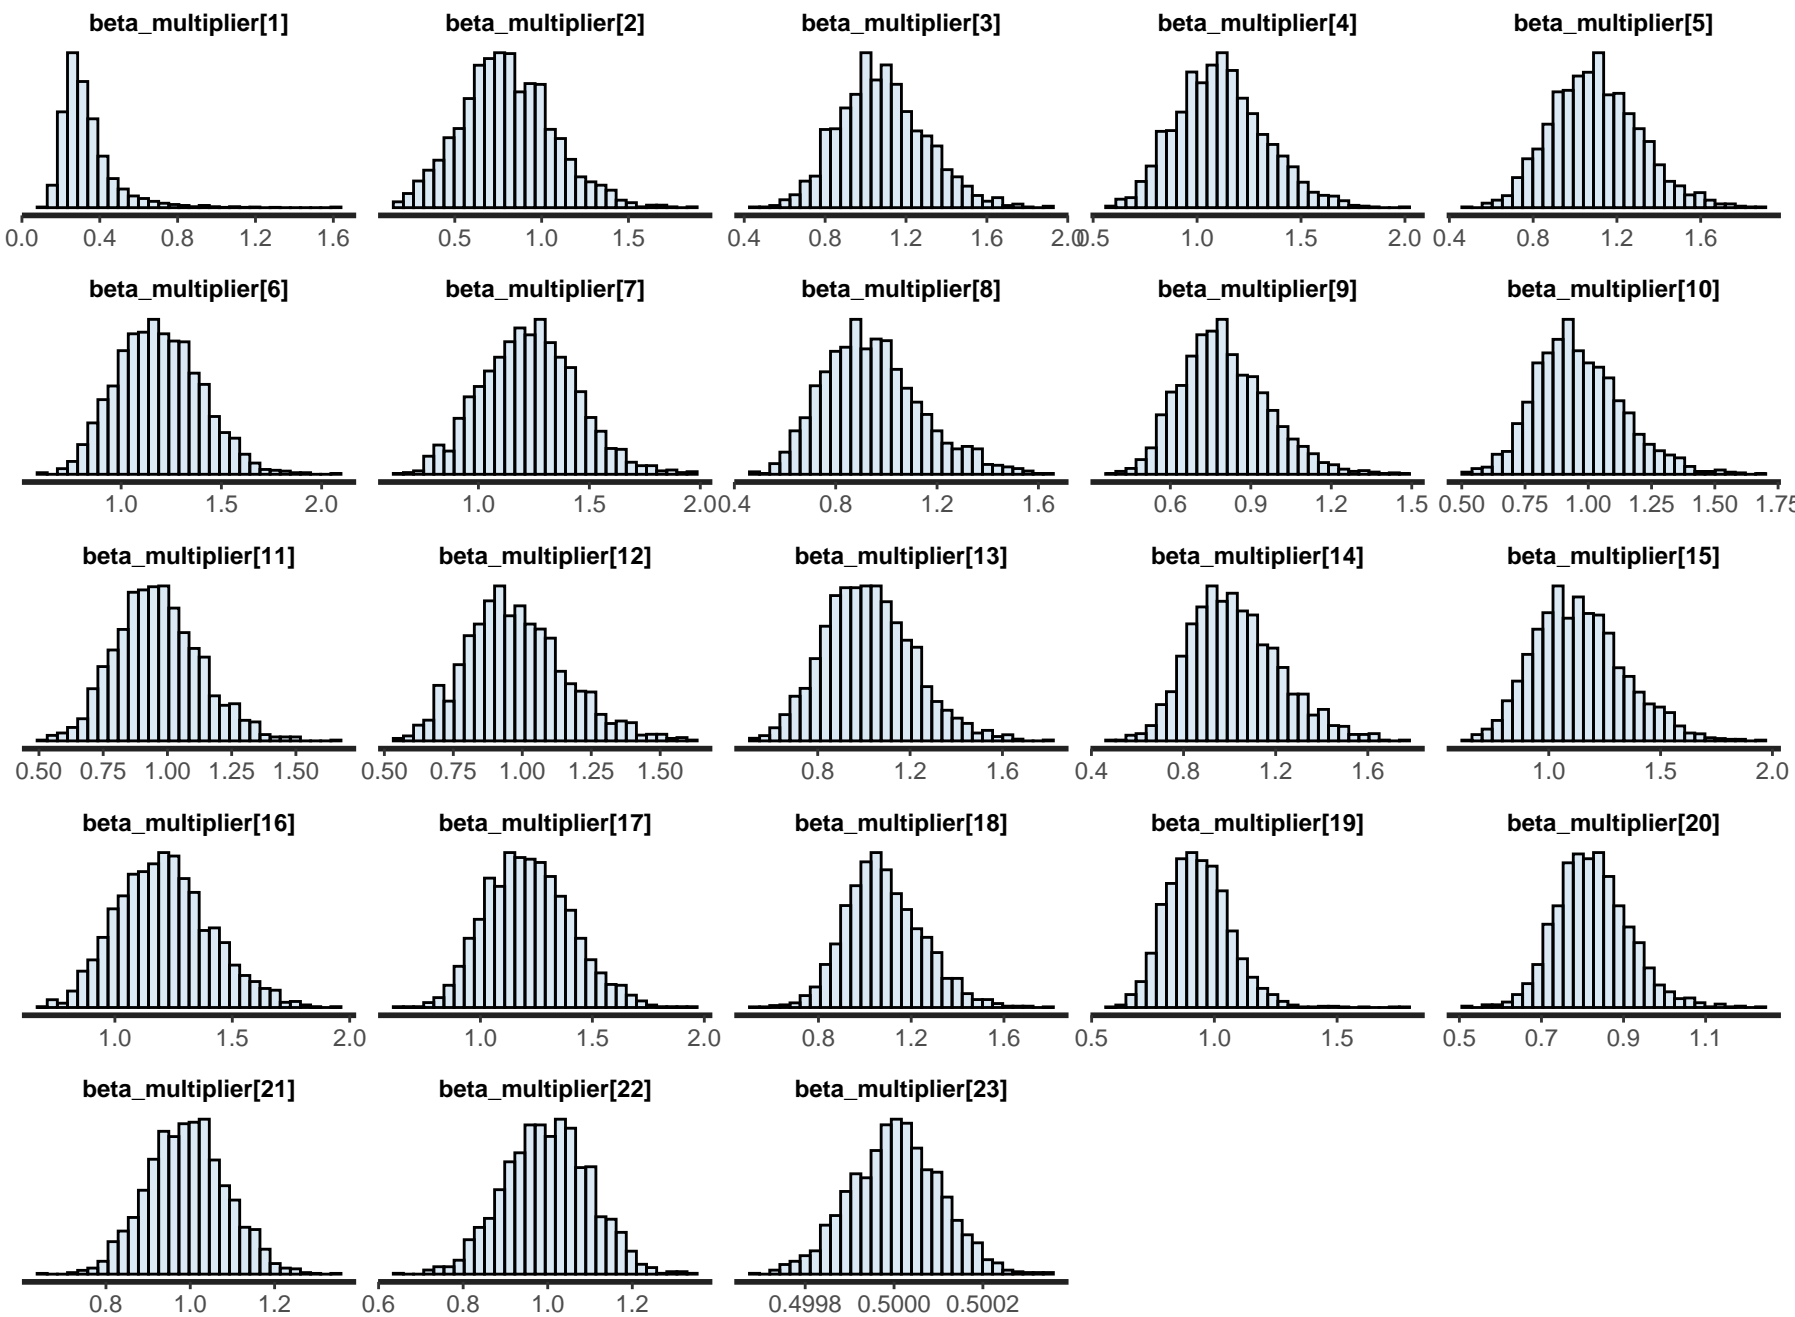 beta_multiplier[1] beta_multiplier[2] beta_multiplier[3] beta_multiplier[4] beta_multiplier[5]
0.0 0.4 0.8 1.2 1.6 0.5 1.0 1.5 0.4 0.8 1.2 1.6 2.0 0.5 1.0 1.5 2.0 0.4 0.8 1.2 1.6
beta_multiplier[6] beta_multiplier[7] beta_multiplier[8] beta_multiplier[9] beta_multiplier[10]
1.0 1.5 2.0 1.0 1.5 2.0 0.4 0.8 1.2 1.6 0.6 0.9 1.2 1.5 0.50 0.75 1.00 1.25 1.50 1.75
beta_multiplier[11] beta_multiplier[12] beta_multiplier[13] beta_multiplier[14] beta_multiplier[15]
0.50 0.75 1.00 1.25 1.50 0.50 0.75 1.00 1.25 1.50 0.8 1.2 1.6 0.4 0.8 1.2 1.6 1.0 1.5 2.0
beta_multiplier[16] beta_multiplier[17] beta_multiplier[18] beta_multiplier[19] beta_multiplier[20]
1.0 1.5 2.0 1.0 1.5 2.0 0.8 1.2 1.6 0.5 1.0 1.5 0.5 0.7 0.9 1.1
beta_multiplier[21] beta_multiplier[22] beta_multiplier[23]
0.8 1.0 1.2 0.6 0.8 1.0 1.2 0.4998 0.5000 0.5002